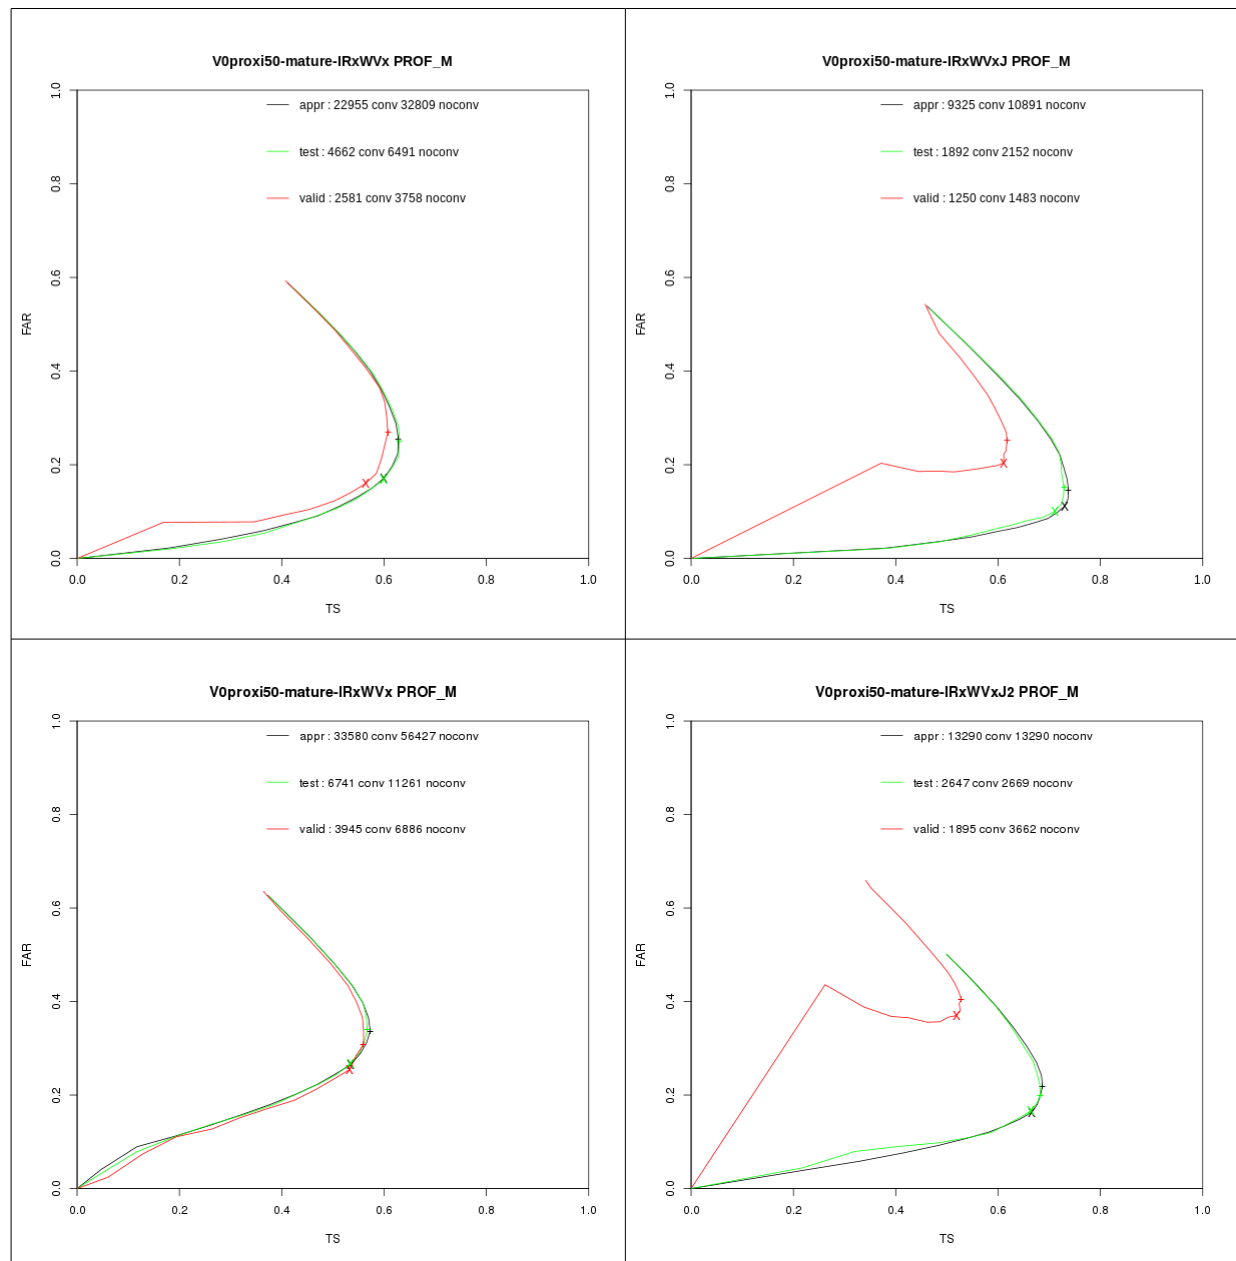 V0proxi50-mature-IRxWVx PROF_M
appr : 22955 conv 32809 noconv
test : 4662 conv 6491 noconv
valid : 2581 conv 3758 noconv
1.0
0.8
0.6
0.4
0.2
0.0
FAR
0.0 0.2 0.4 0.6 0.8 1.0
TS
V0proxi50-mature-IRxWVxJ PROF_M
appr : 9325 conv 10891 noconv
test : 1892 conv 2152 noconv
valid : 1250 conv 1483 noconv
1.0
0.8
0.6
0.4
0.2
0.0
FAR
0.0 0.2 0.4 0.6 0.8 1.0
TS
V0proxi50-mature-IRxWVx PROF_M
appr : 33580 conv 56427 noconv
test : 6741 conv 11261 noconv
valid : 3945 conv 6886 noconv
1.0
0.8
0.6
0.4
0.2
0.0
FAR
0.0 0.2 0.4 0.6 0.8 1.0
TS
V0proxi50-mature-IRxWVxJ2 PROF_M
appr : 13290 conv 13290 noconv
test : 2647 conv 2669 noconv
valid : 1895 conv 3662 noconv
1.0
0.8
0.6
0.4
0.2
0.0
FAR
0.0 0.2 0.4 0.6 0.8 1.0
TS